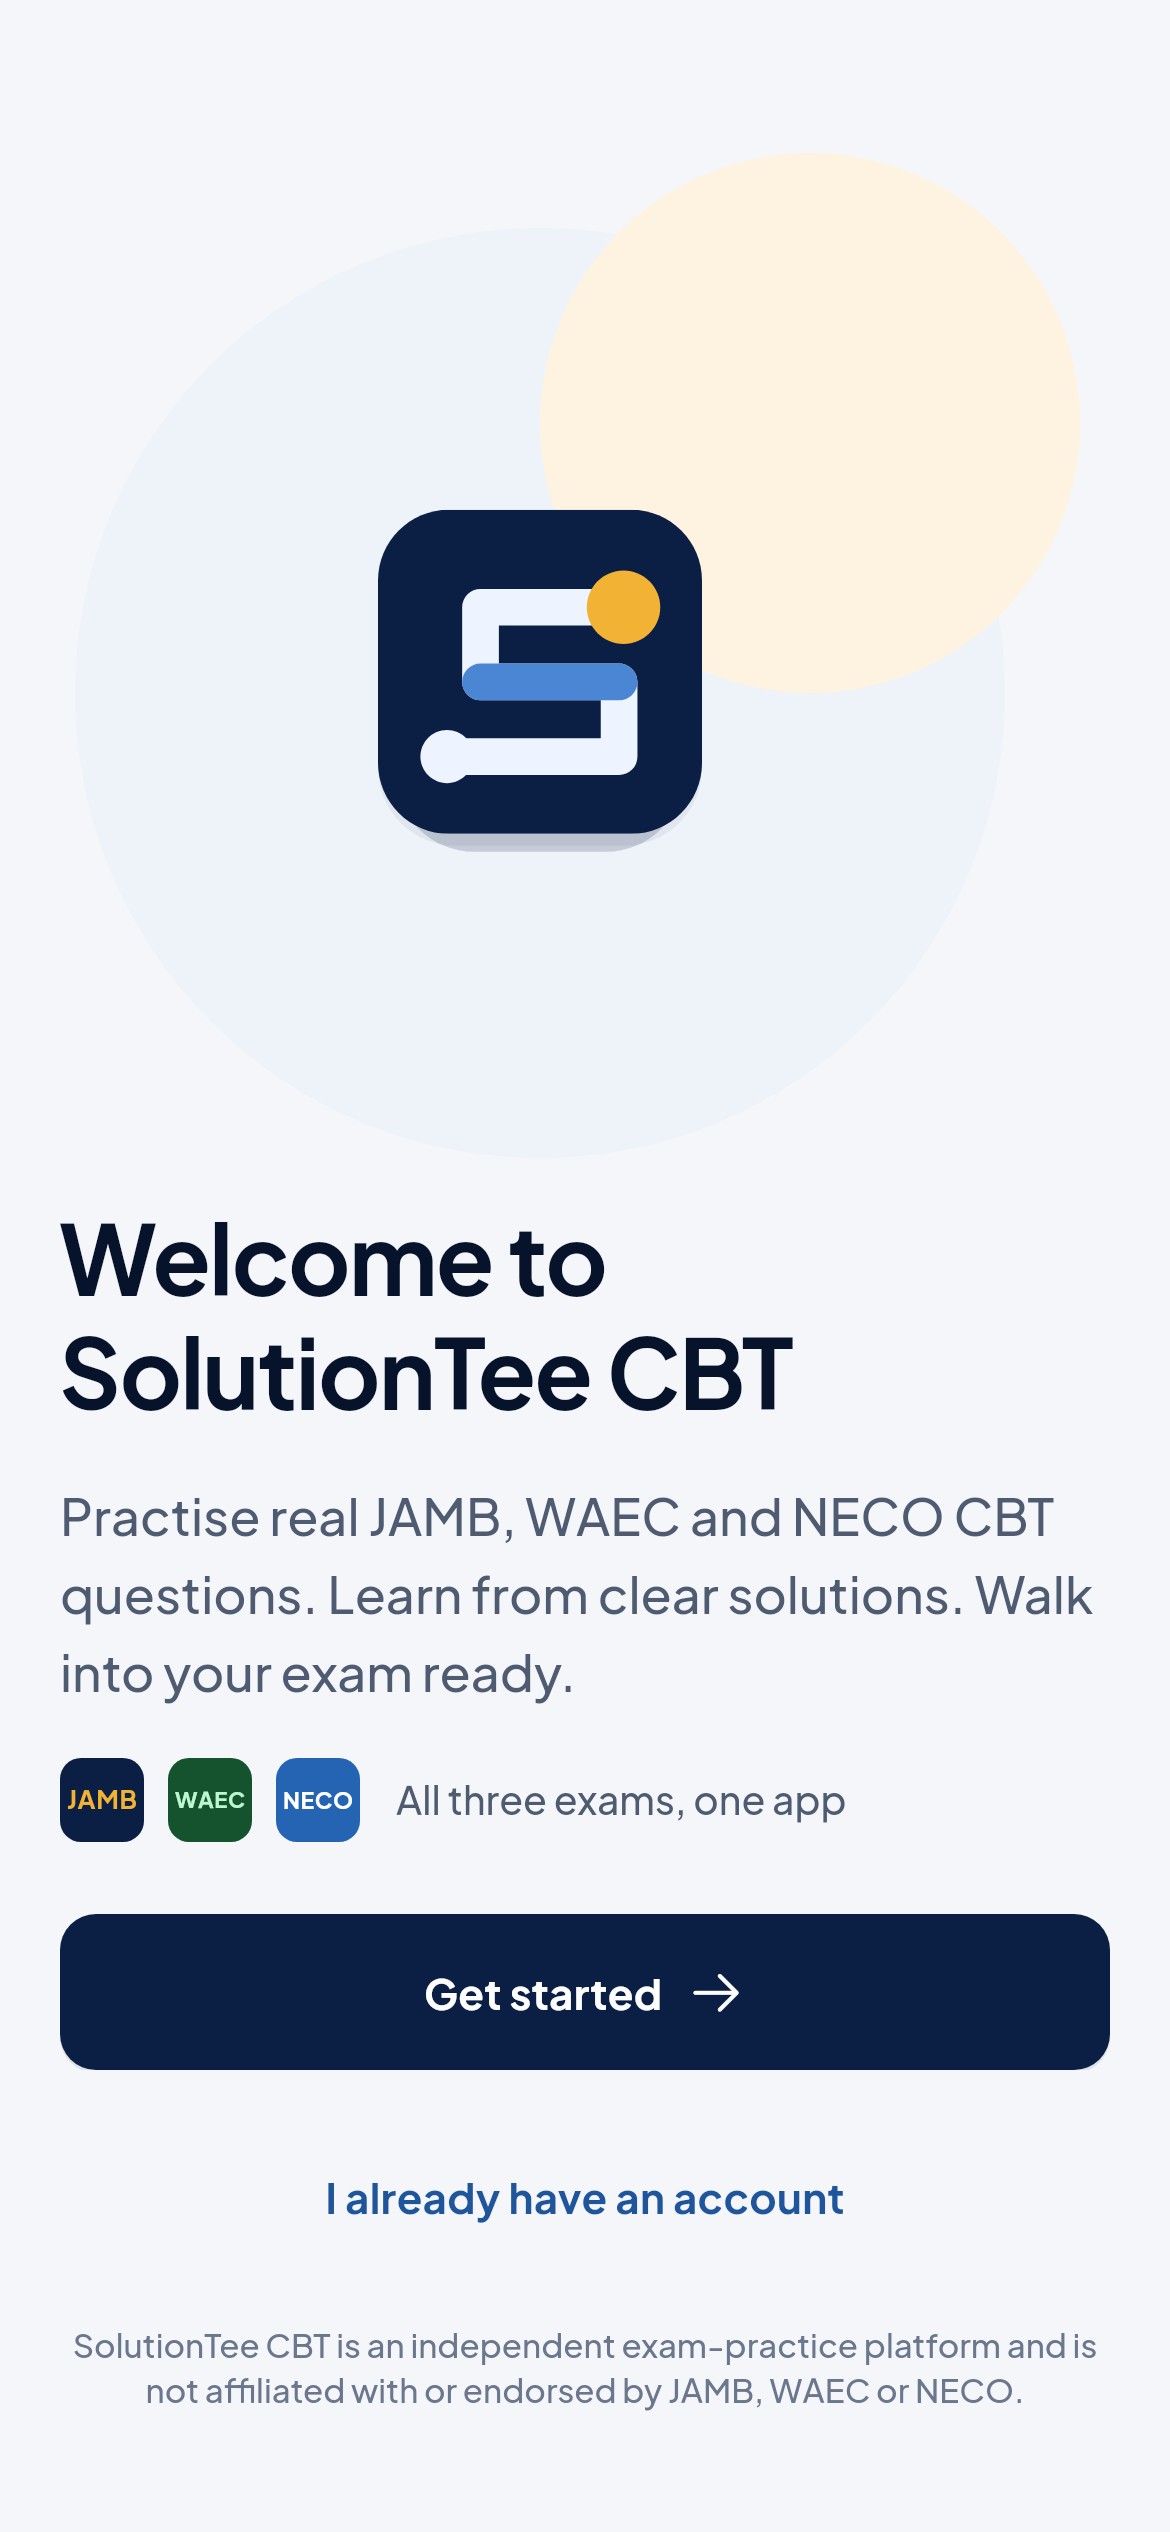 Welcome to
SolutionTee CBT
Practise real JAMB, WAEC and NECO CBT
questions. Learn from clear solutions. Walk
into your exam ready.
JAMB WAEC NECO All three exams, one app
Get started →
I already have an account
SolutionTee CBT is an independent exam-practice platform and is
not affiliated with or endorsed by JAMB, WAEC or NECO.